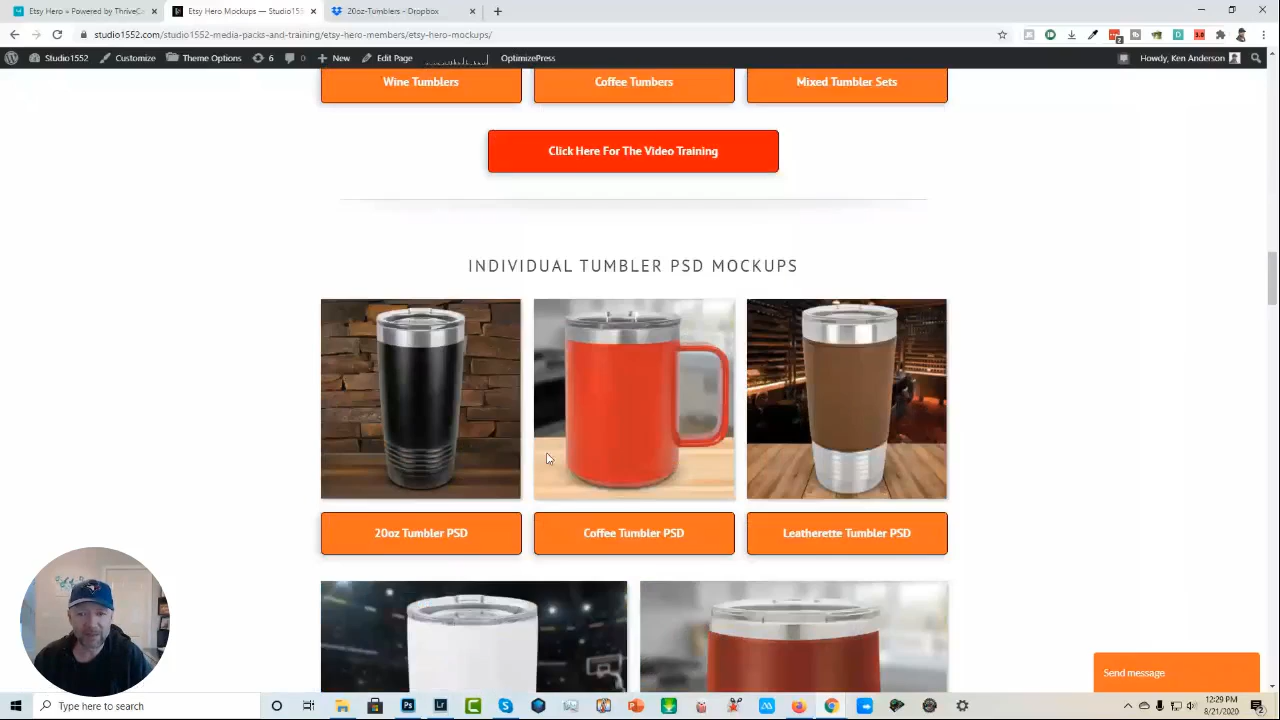 Etsy Hero » Powered by ThriveCa
Etsy Hero Mockups — Studio155
20oz-Tumblers - Dropbox
studio1552.com/studio1552-media-packs-and-training/etsy-hero-members/etsy-hero-mockups/
Studio1552
Customize
Theme Options
6
0
New
Edit Page
OptimizePress
Howdy, Ken Anderson
Wine Tumblers
Coffee Tumbers
Mixed Tumbler Sets
Click Here For The Video Training
INDIVIDUAL TUMBLER PSD MOCKUPS
20oz Tumbler PSD
Coffee Tumbler PSD
Leatherette Tumbler PSD
Send message
Type here to search
12:29 PM
8/21/2020